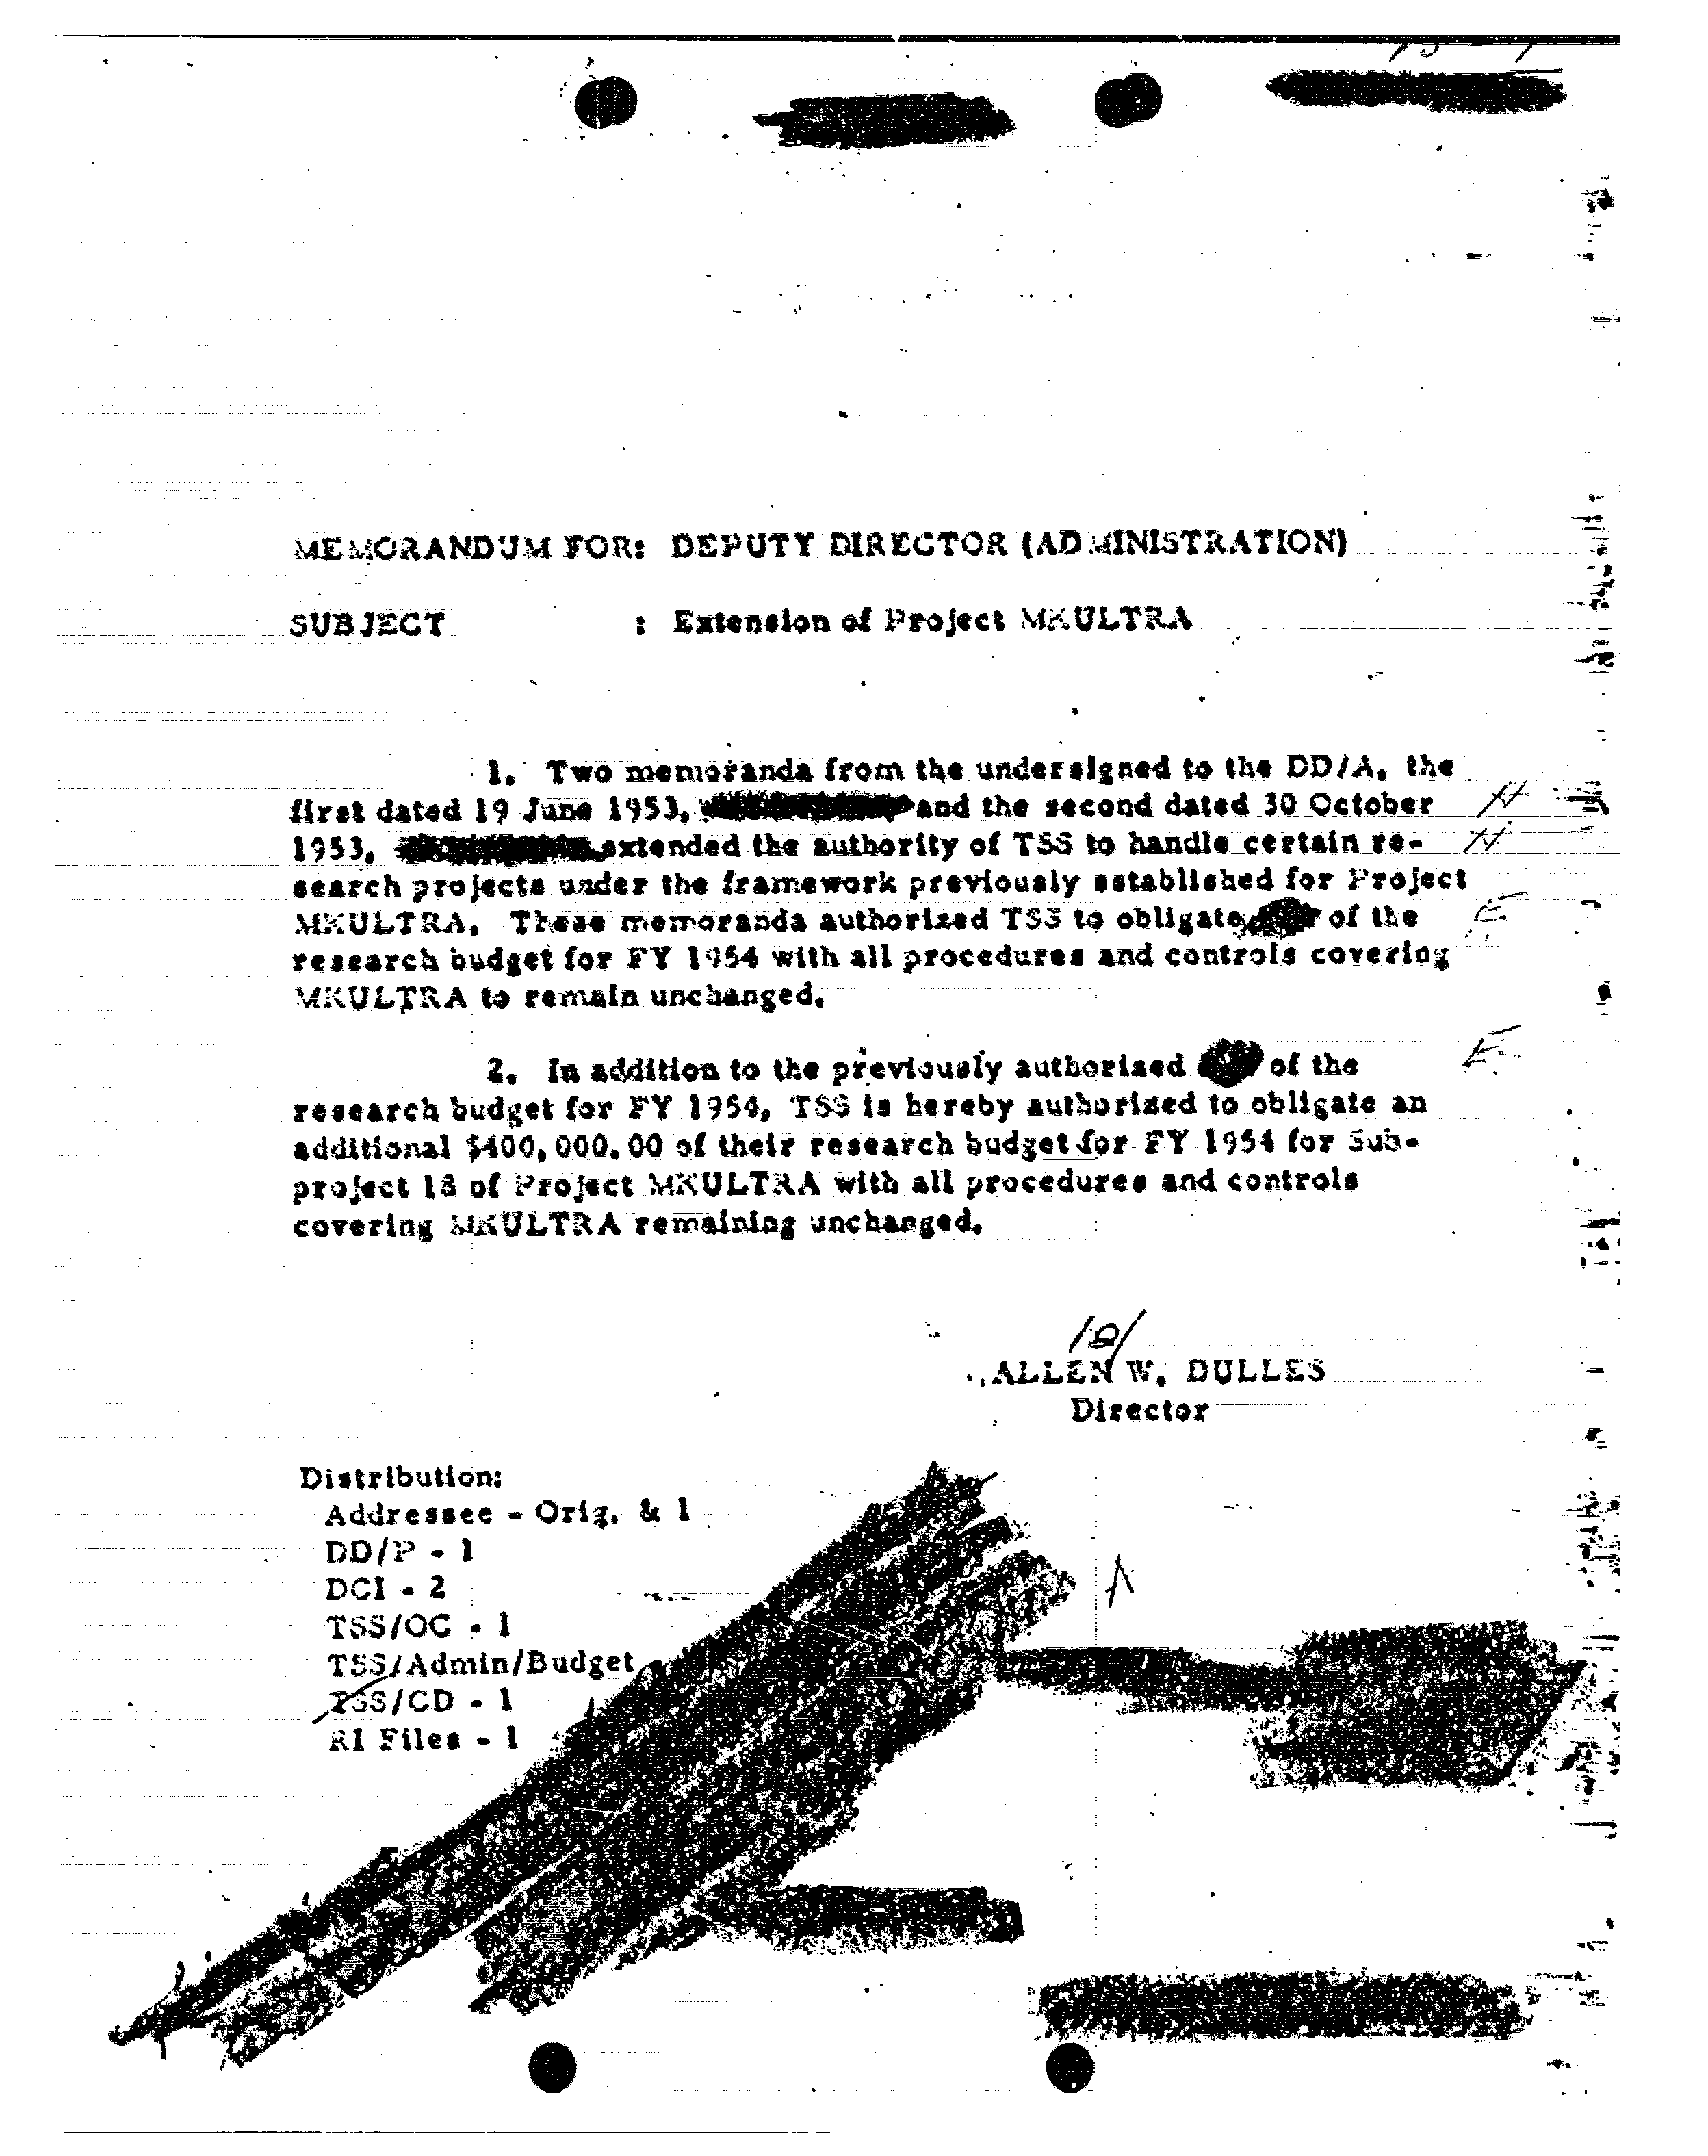 MEMORANDUM FOR: DEPUTY DIRECTOR (ADMINISTRATION)
SUBJECT : Extension of Project MKULTRA
1. Two memoranda from the undersigned to the DD/A, the
first dated 19 June 1953, and the second dated 30 October H
1953, extended the authority of TSS to handle certain re- H
search projects under the framework previously established for Project
MKULTRA. These memoranda authorized TSS to obligate of the E
research budget for FY 1954 with all procedures and controls covering
MKULTRA to remain unchanged.
2. In addition to the previously authorized of the E
research budget for FY 1954, TSS is hereby authorized to obligate an
additional $400,000.00 of their research budget for FY 1954 for Sub-
project 18 of Project MKULTRA with all procedures and controls
covering MKULTRA remaining unchanged.
/s/
ALLEN W. DULLES
Director
Distribution:
Addressee - Orig. & 1
DD/P - 1
DCI - 2
A
TSS/OC - 1
TSS/Admin/Budget
TSS/CD - 1
RI Files - 1